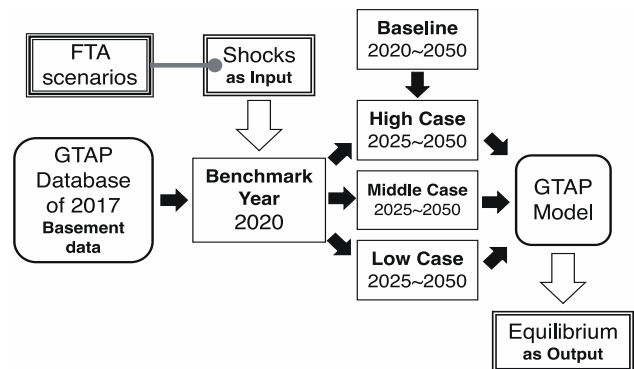 FTA
scenarios
Shocks
as Input
Baseline
2020~2050
GTAP
Database
of 2017
Basement
data
Benchmark
Year
2020
High Case
2025~2050
Middle Case
2025~2050
Low Case
2025~2050
GTAP
Model
Equilibrium
as Output